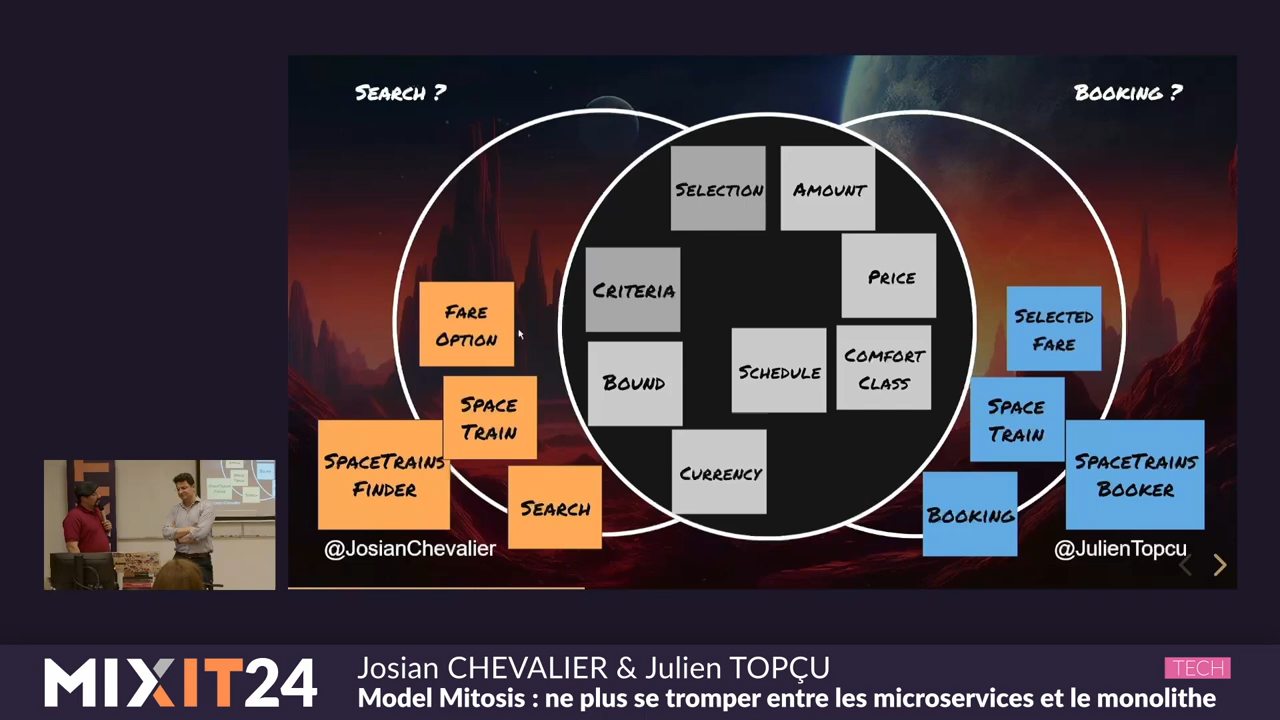 SEARCH ?
BOOKING ?
SELECTION
AMOUNT
CRITERIA
PRICE
FARE
OPTION
SELECTED
FARE
BOUND
SCHEDULE
COMFORT
CLASS
SPACE
TRAIN
SPACE
TRAIN
SPACETRAINS
FINDER
SPACETRAINS
BOOKER
CURRENCY
SEARCH
BOOKING
@JosianChevalier
@JulienTopcu
MIXIT24
Josian CHEVALIER & Julien TOPÇU
TECH
Model Mitosis : ne plus se tromper entre les microservices et le monolithe